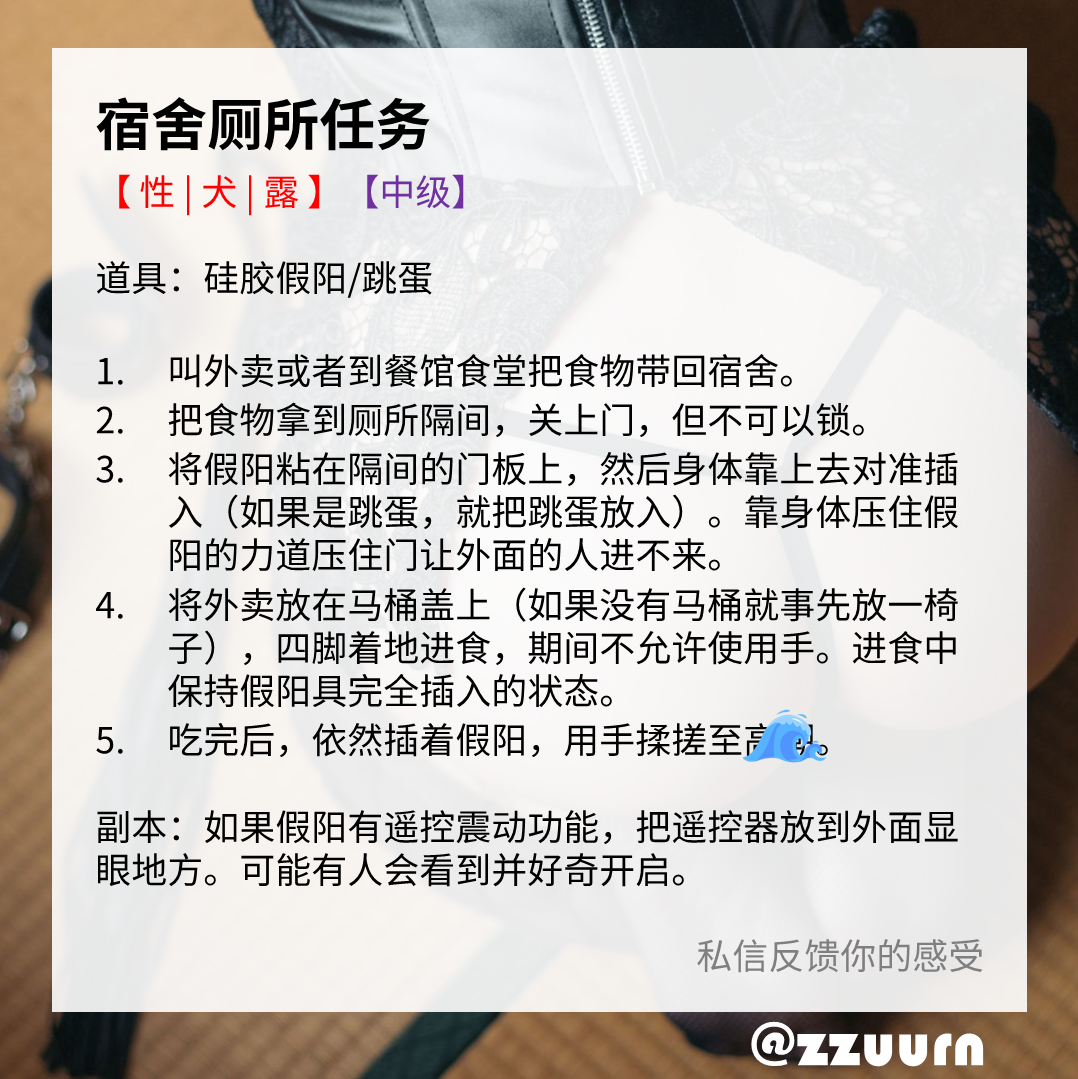 宿舍厕所任务
【 性 | 犬 | 露 】 【中级】
道具：硅胶假阳/跳蛋
1. 叫外卖或者到餐馆食堂把食物带回宿舍。
2. 把食物拿到厕所隔间，关上门，但不可以锁。
3. 将假阳粘在隔间的门板上，然后身体靠上去对准插
入（如果是跳蛋，就把跳蛋放入）。靠身体压住假
阳的力道压住门让外面的人进不来。
4. 将外卖放在马桶盖上（如果没有马桶就事先放一椅
子），四脚着地进食，期间不允许使用手。进食中
保持假阳具完全插入的状态。
5. 吃完后，依然插着假阳，用手揉搓至高。
副本：如果假阳有遥控震动功能，把遥控器放到外面显
眼地方。可能有人会看到并好奇开启。
私信反馈你的感受
@zzuurn